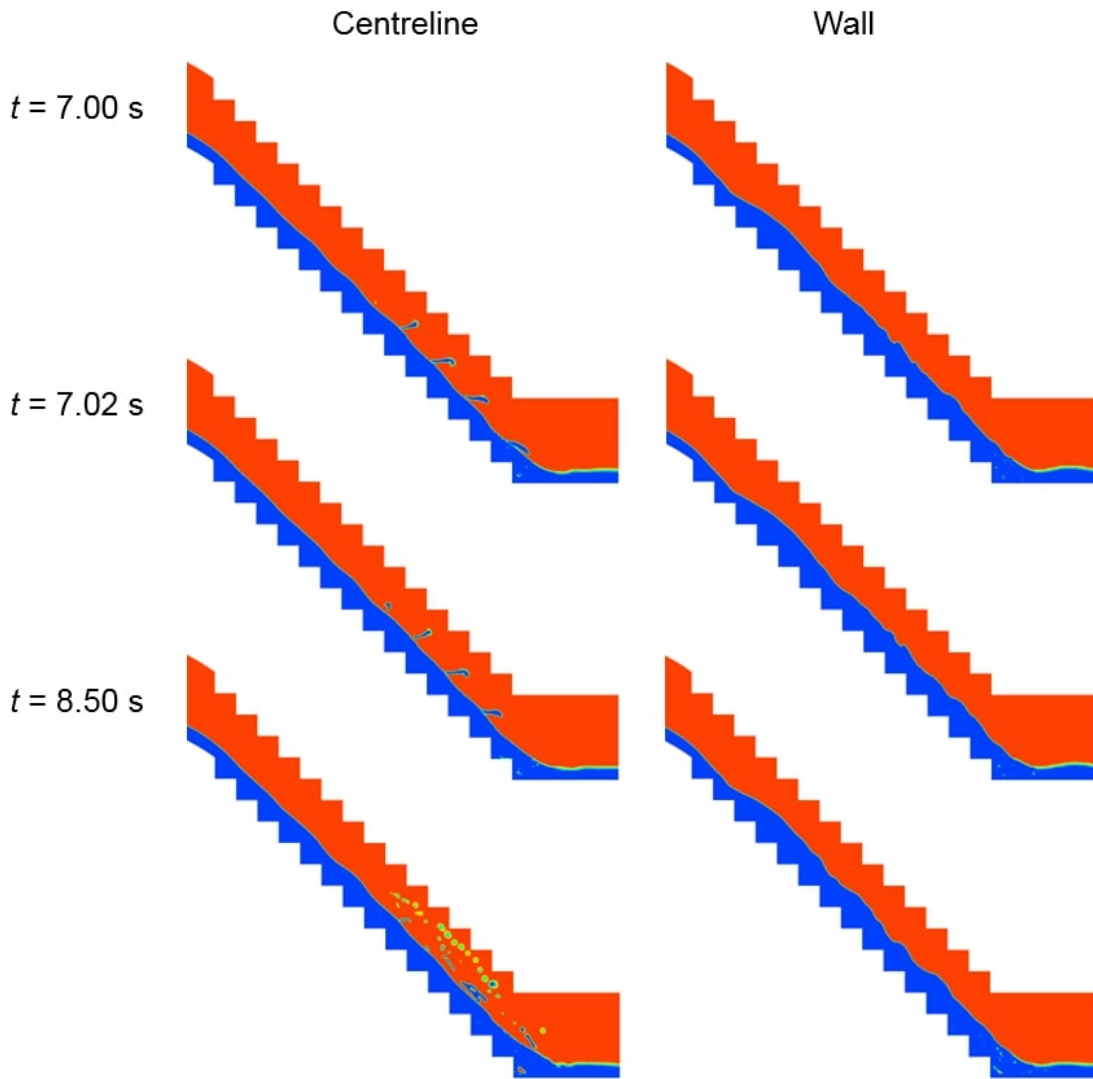 Centreline Wall
t = 7.00 s
t = 7.02 s
t = 8.50 s